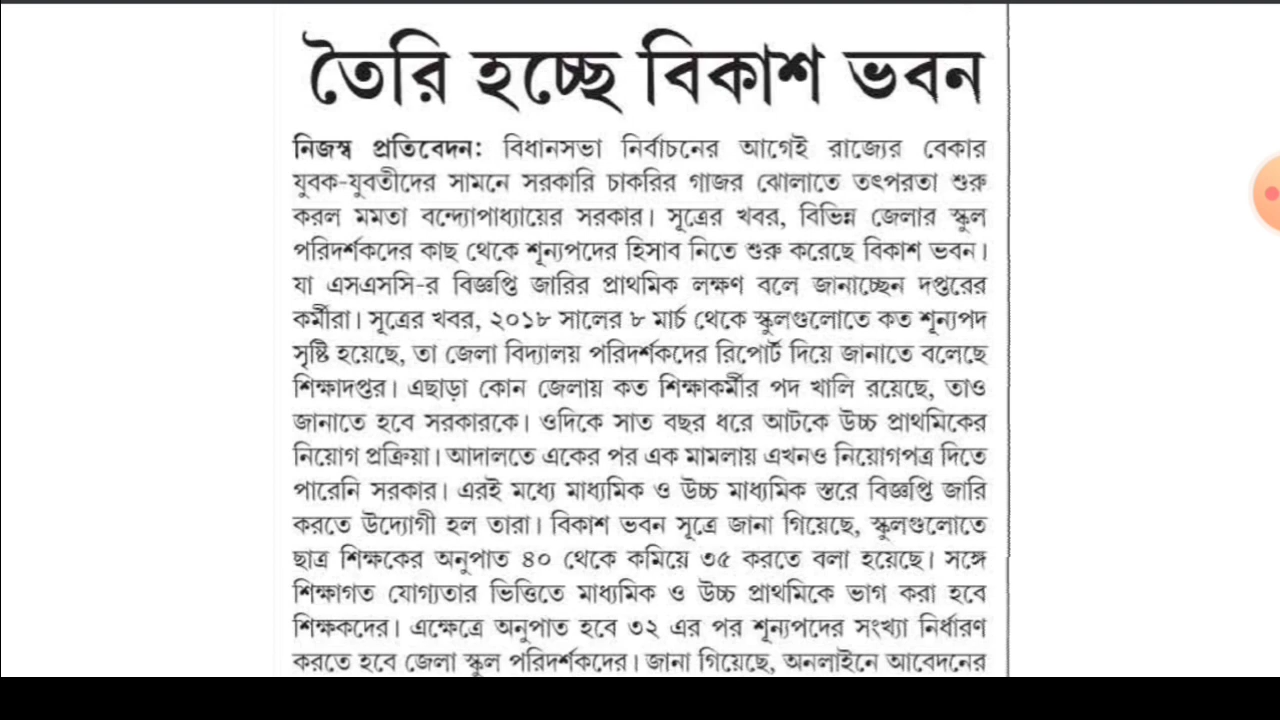 তৈরি হচ্ছে বিকাশ ভবন
নিজস্ব প্রতিবেদন: বিধানসভা নির্বাচনের আগেই রাজ্যের বেকার
যুবক-যুবতীদের সামনে সরকারি চাকরির গাজর ঝোলাতে তৎপরতা শুরু
করল মমতা বন্দ্যোপাধ্যায়ের সরকার। সূত্রের খবর, বিভিন্ন জেলার স্কুল
পরিদর্শকদের কাছ থেকে শূন্যপদের হিসাব নিতে শুরু করেছে বিকাশ ভবন।
যা এসএসসি-র বিজ্ঞপ্তি জারির প্রাথমিক লক্ষণ বলে জানাচ্ছেন দপ্তরের
কর্মীরা। সূত্রের খবর, ২০১৮ সালের ৮ মার্চ থেকে স্কুলগুলোতে কত শূন্যপদ
সৃষ্টি হয়েছে, তা জেলা বিদ্যালয় পরিদর্শকদের রিপোর্ট দিয়ে জানাতে বলেছে
শিক্ষাদপ্তর। এছাড়া কোন জেলায় কত শিক্ষাকর্মীর পদ খালি রয়েছে, তাও
জানাতে হবে সরকারকে। ওদিকে সাত বছর ধরে আটকে উচ্চ প্রাথমিকের
নিয়োগ প্রক্রিয়া। আদালতে একের পর এক মামলায় এখনও নিয়োগপত্র দিতে
পারেনি সরকার। এরই মধ্যে মাধ্যমিক ও উচ্চ মাধ্যমিক স্তরে বিজ্ঞপ্তি জারি
করতে উদ্যোগী হল তারা। বিকাশ ভবন সূত্রে জানা গিয়েছে, স্কুলগুলোতে
ছাত্র শিক্ষকের অনুপাত ৪০ থেকে কমিয়ে ৩৫ করতে বলা হয়েছে। সঙ্গে
শিক্ষাগত যোগ্যতার ভিত্তিতে মাধ্যমিক ও উচ্চ প্রাথমিকে ভাগ করা হবে
শিক্ষকদের। এক্ষেত্রে অনুপাত হবে ৩২ এর পর শূন্যপদের সংখ্যা নির্ধারণ
করতে হবে জেলা স্কুল পরিদর্শকদের। জানা গিয়েছে, অনলাইনে আবেদনের